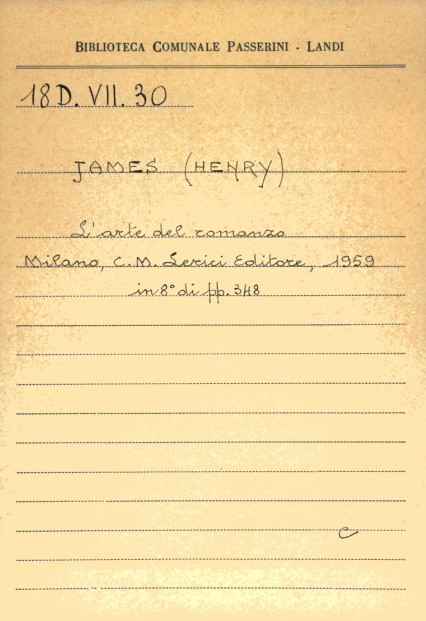 BIBLIOTECA COMUNALE PASSERINI - LANDI
18D. VII. 30
JAMES (HENRY)
L'arte del romanzo
Milano, C. M. Lerici Editore, 1959
in 8° di pp. 348
C